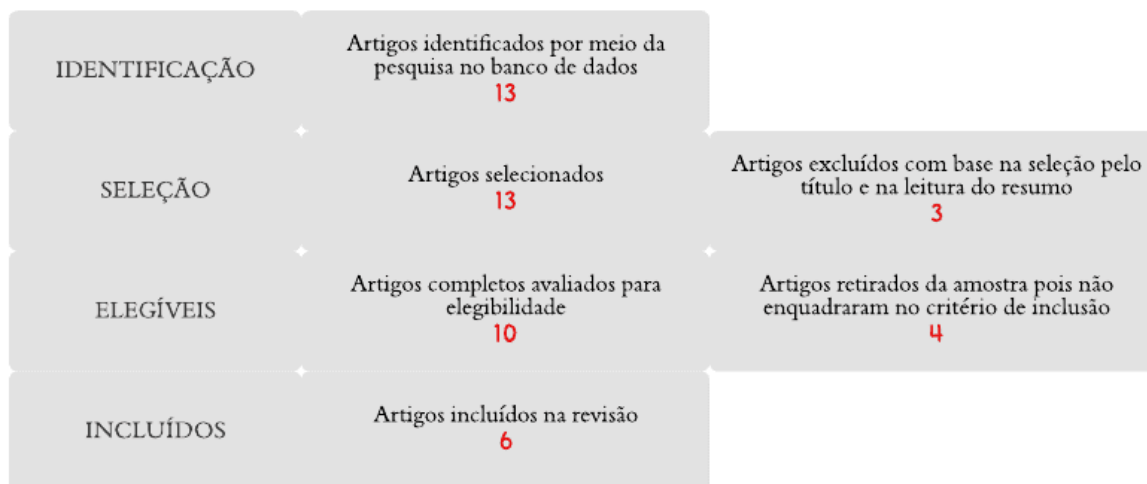 IDENTIFICAÇÃO
Artigos identificados por meio da
pesquisa no banco de dados
13
SELEÇÃO
Artigos selecionados
13
Artigos excluídos com base na seleção pelo
título e na leitura do resumo
3
ELEGÍVEIS
Artigos completos avaliados para
elegibilidade
10
Artigos retirados da amostra pois não
enquadraram no critério de inclusão
4
INCLUÍDOS
Artigos incluídos na revisão
6